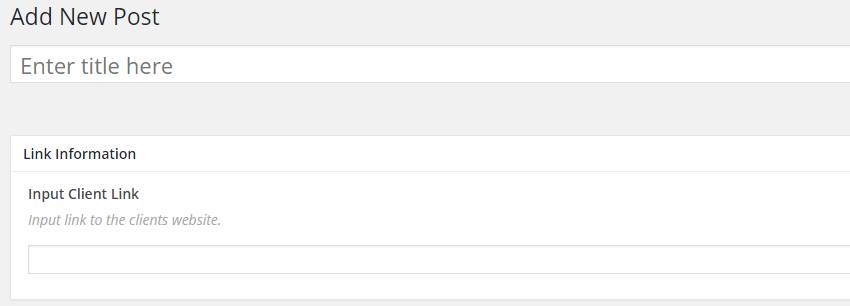 Add New Post
Enter title here
Link Information
Input Client Link
Input link to the clients website.